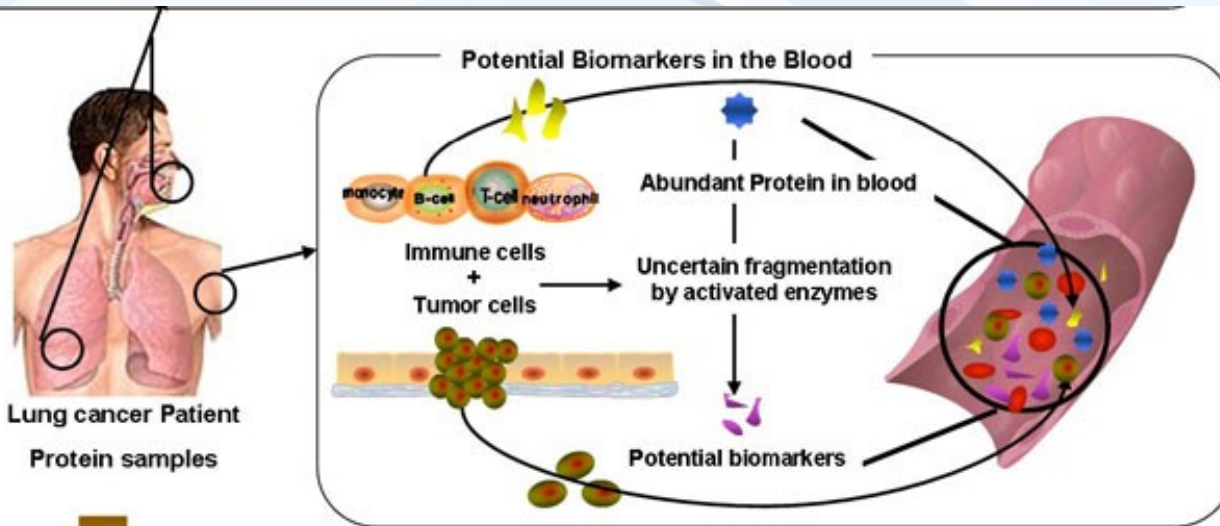 Potential Biomarkers in the Blood
monocyte
B-cell
T-cell
neutrophill
Abundant Protein in blood
Immune cells
+
Tumor cells
Uncertain fragmentation
by activated enzymes
Lung cancer Patient
Protein samples
Potential biomarkers